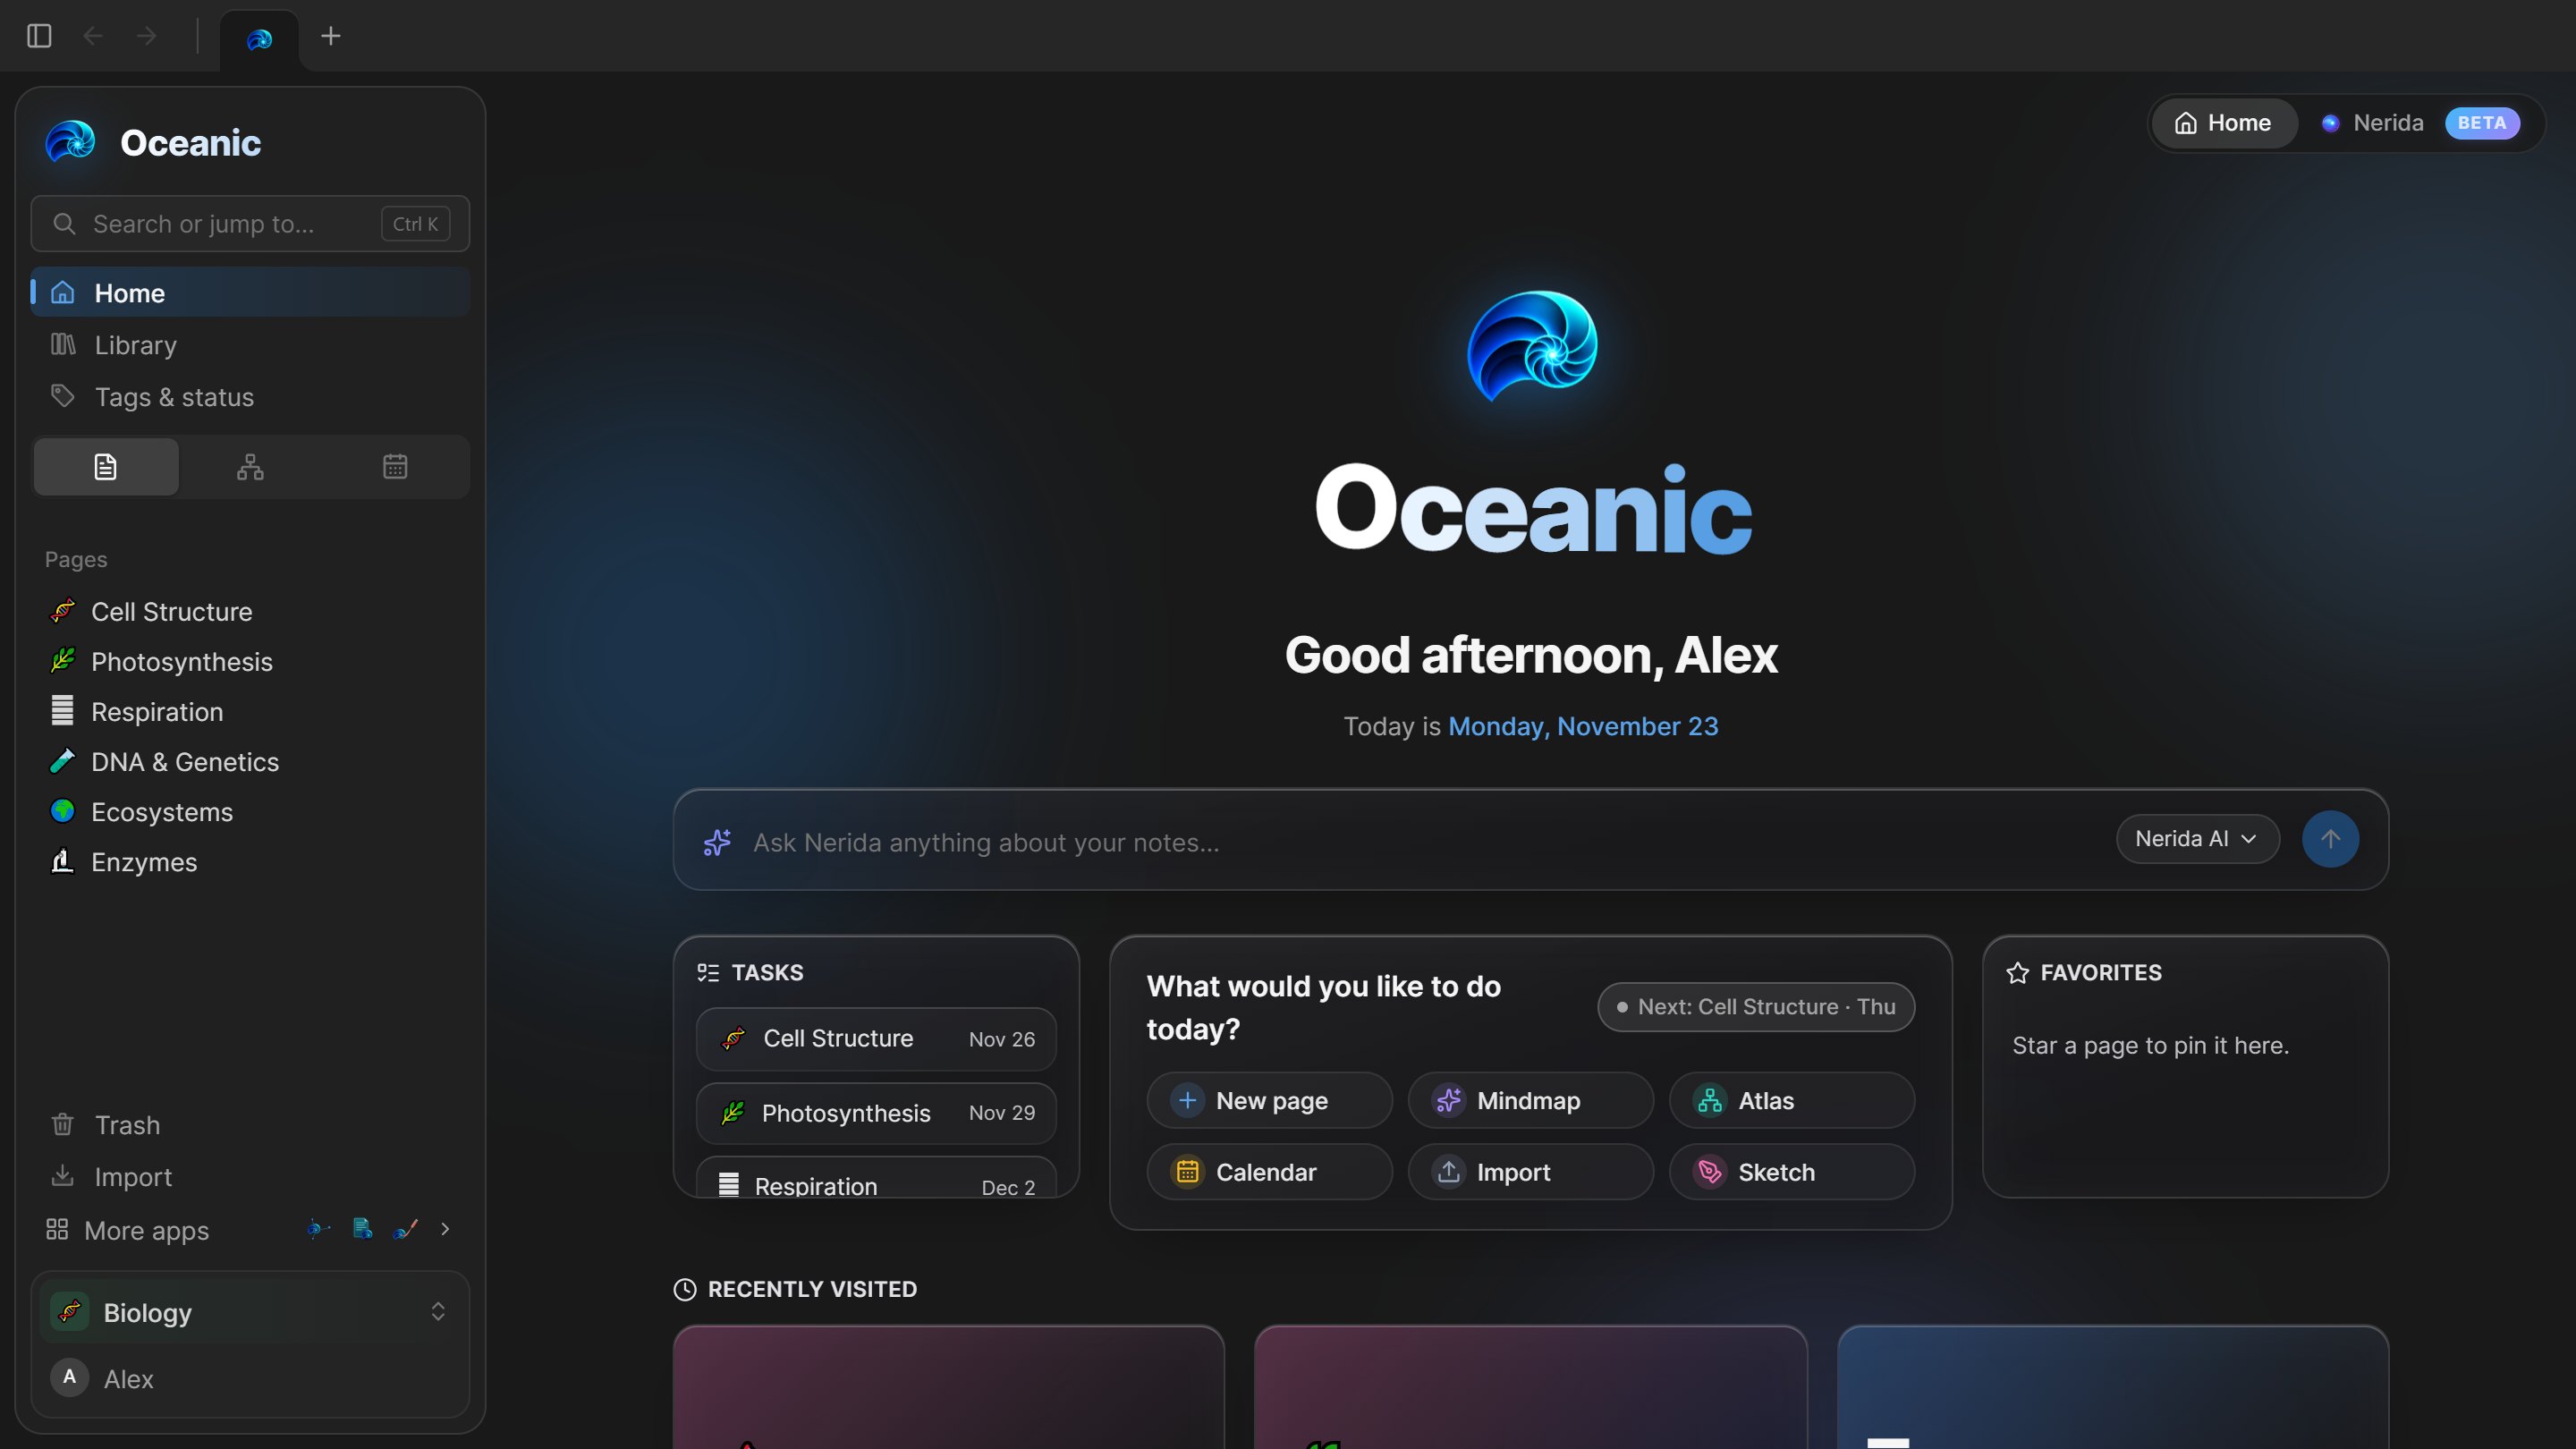 Oceanic
Search or jump to...
Ctrl K
Home
Library
Tags & status
Pages
Cell Structure
Photosynthesis
Respiration
DNA & Genetics
Ecosystems
Enzymes
Trash
Import
More apps
Biology
A
Alex
Home
Nerida
BETA
Oceanic
Good afternoon, Alex
Today is Monday, November 23
Ask Nerida anything about your notes...
Nerida AI
TASKS
Cell Structure
Nov 26
Photosynthesis
Nov 29
Respiration
Dec 2
What would you like to do
today?
Next: Cell Structure · Thu
New page
Mindmap
Atlas
Calendar
Import
Sketch
FAVORITES
Star a page to pin it here.
RECENTLY VISITED